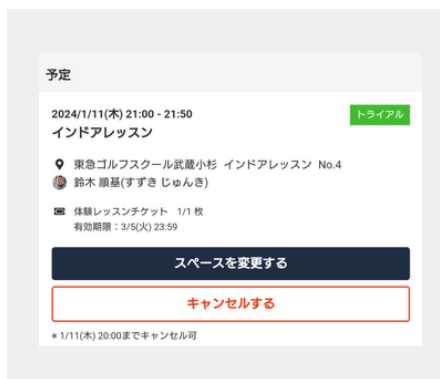 予定
2024/1/11(木) 21:00 - 21:50
トライアル
インドアレッスン
東急ゴルフスクール武蔵小杉 インドアレッスン No.4
鈴木 順基(すずき じゅんき)
体験レッスンチケット 1/1 枚
有効期限：3/5(火) 23:59
スペースを変更する
キャンセルする
※ 1/11(木) 20:00までキャンセル可